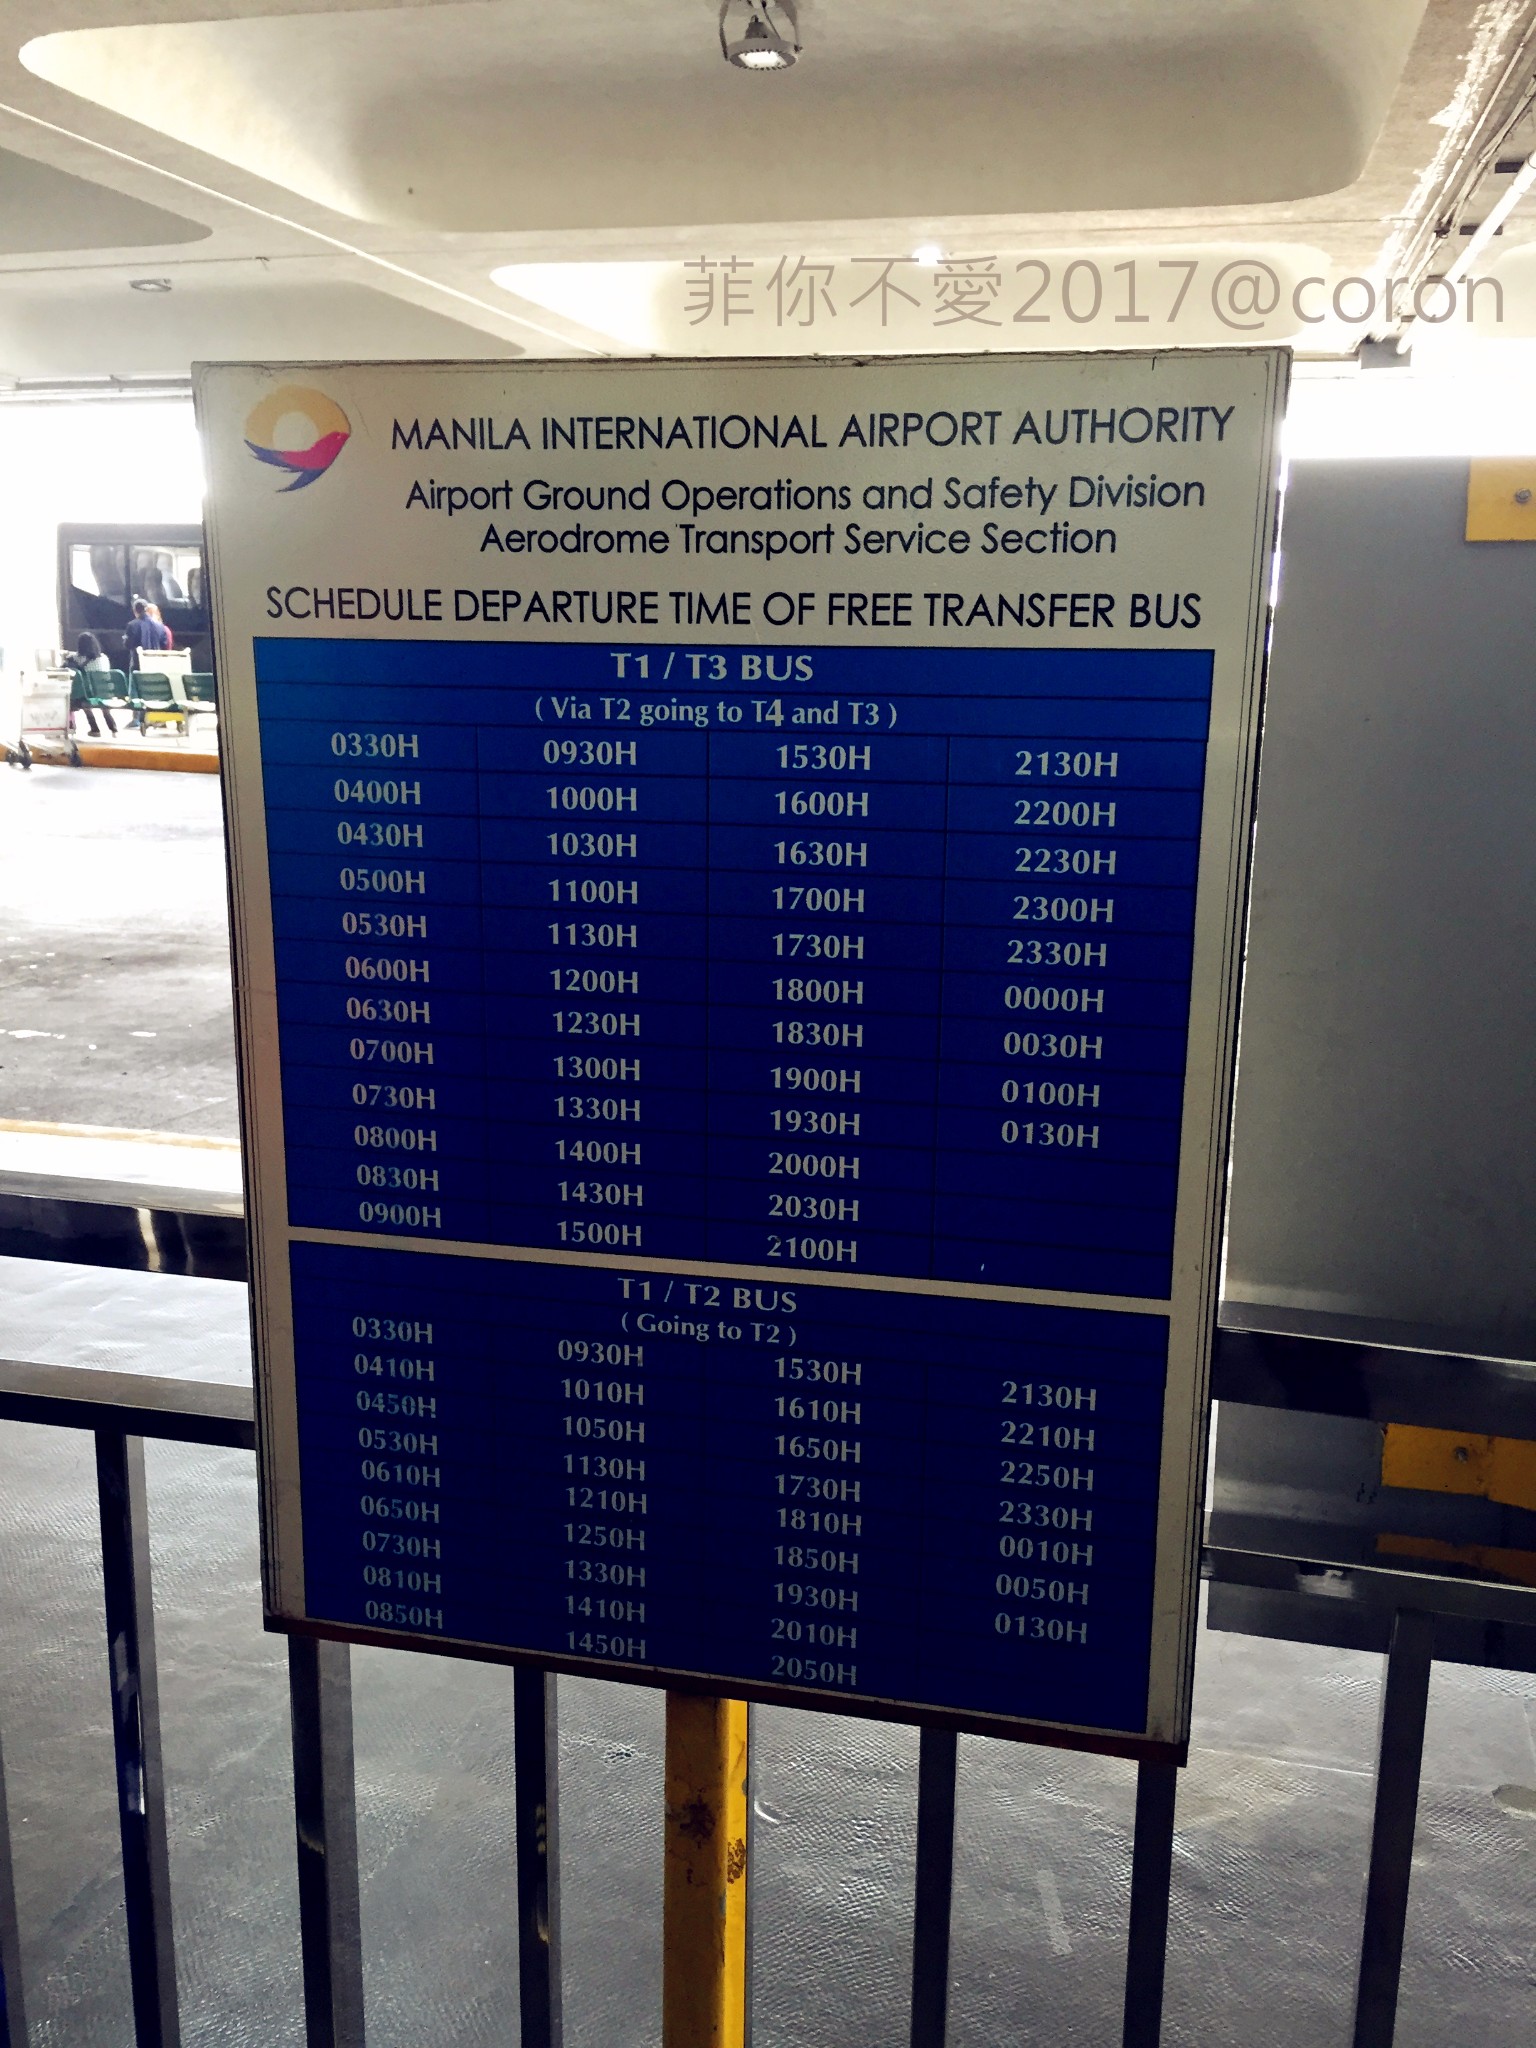 菲你不愛2017@coron
MANILA INTERNATIONAL AIRPORT AUTHORITY
Airport Ground Operations and Safety Division
Aerodrome Transport Service Section
SCHEDULE DEPARTURE TIME OF FREE TRANSFER BUS
T1 / T3 BUS
( Via T2 going to T4 and T3 )
0330H 0930H 1530H 2130H
0400H 1000H 1600H 2200H
0430H 1030H 1630H 2230H
0500H 1100H 1700H 2300H
0530H 1130H 1730H 2330H
0600H 1200H 1800H 0000H
0630H 1230H 1830H 0030H
0700H 1300H 1900H 0100H
0730H 1330H 1930H 0130H
0800H 1400H 2000H
0830H 1430H 2030H
0900H 1500H 2100H
T1 / T2 BUS
( Going to T2 )
0330H 0930H 1530H 2130H
0410H 1010H 1610H 2210H
0450H 1050H 1650H 2250H
0530H 1130H 1730H 2330H
0610H 1210H 1810H 0010H
0650H 1250H 1850H 0050H
0730H 1330H 1930H 0130H
0810H 1410H 2010H
0850H 1450H 2050H